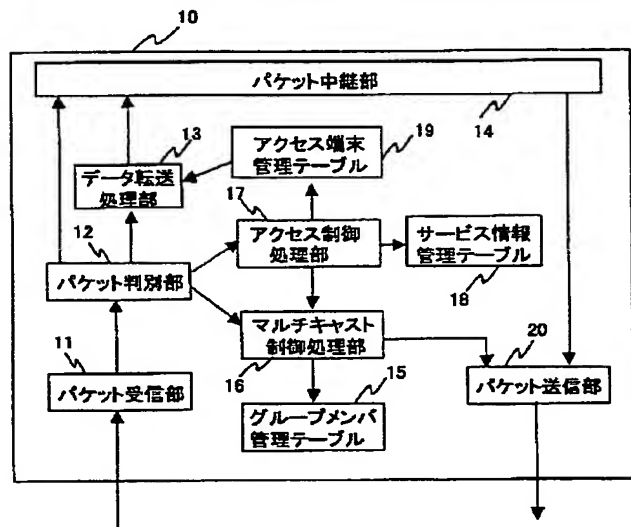 10
パケット中継部
14
13
アクセス端末
管理テーブル
19
データ転送
処理部
17
12
アクセス制御
処理部
サービス情報
管理テーブル
18
パケット判別部
11
マルチキャスト
制御処理部
16
20
パケット受信部
15
パケット送信部
グループメンバ
管理テーブル